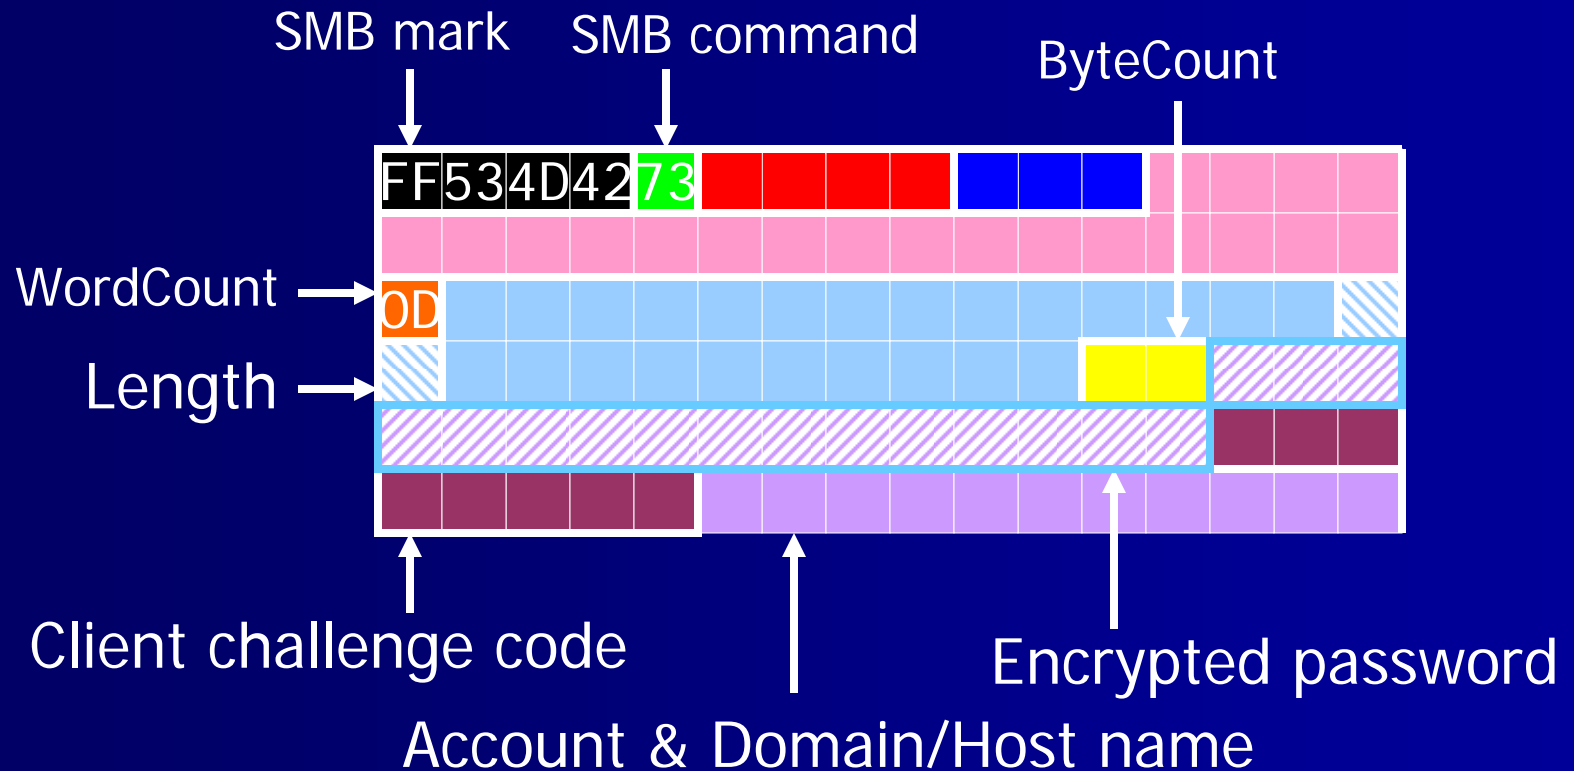 SMB mark
SMB command
ByteCount
FF534D42 73
WordCount
0D
Length
Client challenge code
Encrypted password
Account & Domain/Host name